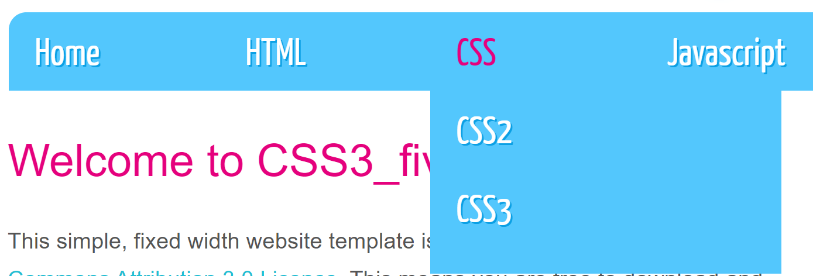 Home HTML CSS Javascript
CSS2
Welcome to CSS3_fiv
CSS3
This simple, fixed width website template is
Commons Attribution 3.0 Licence. This means you are free to download and